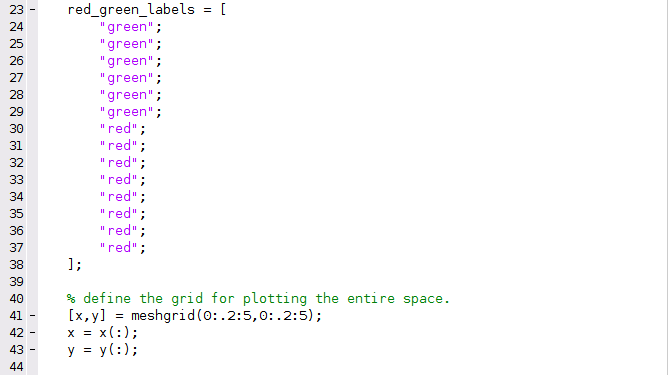 23 - red_green_labels = [
24 "green";
25 "green";
26 "green";
27 "green";
28 "green";
29 "green";
30 "red";
31 "red";
32 "red";
33 "red";
34 "red";
35 "red";
36 "red";
37 "red";
38 ];
39
40 % define the grid for plotting the entire space.
41 - [x,y] = meshgrid(0:.2:5,0:.2:5);
42 - x = x(:);
43 - y = y(:);
44